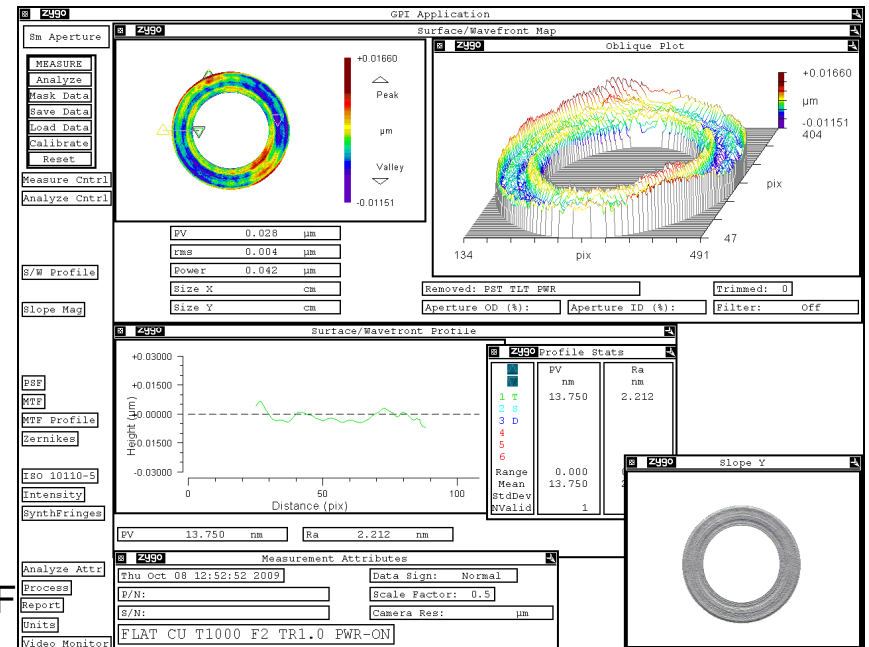 zygo GPI Application
Sm Aperture
MEASURE
Analyze
Mask Data
Save Data
Load Data
Calibrate
Reset
Measure Cntrl
Analyze Cntrl
S/W Profile
Slope Mag
PSF
MTF
MTF Profile
Zernikes
ISO 10110-5
Intensity
SynthFringes
Analyze Attr
Process
Report
Units
Video Monitor
F
zygo Surface/Wavefront Map
+0.01660
Peak
µm
Valley
-0.01151
zygo Oblique Plot
+0.01660
µm
-0.01151
404
pix
47
134 pix 491
PV 0.028 µm
rms 0.004 µm
Power 0.042 µm
Size X cm
Size Y cm
Removed: PST TLT PWR
Trimmed: 0
Aperture OD (%):
Aperture ID (%):
Filter: Off
zygo Surface/Wavefront Profile
+0.03000
+0.01500
+0.00000
-0.01500
-0.03000
Height (µm)
0 50 100
Distance (pix)
PV 13.750 nm
Ra 2.212 nm
zygo Profile Stats
PV Ra
nm nm
1 T 13.750 2.212
2 S
3 D
4
5
6
Range 0.000
Mean 13.750
StdDev
NValid 1
zygo Slope Y
zygo Measurement Attributes
Thu Oct 08 12:52:52 2009
Data Sign: Normal
P/N:
Scale Factor: 0.5
S/N:
Camera Res: µm
FLAT CU T1000 F2 TR1.0 PWR-ON